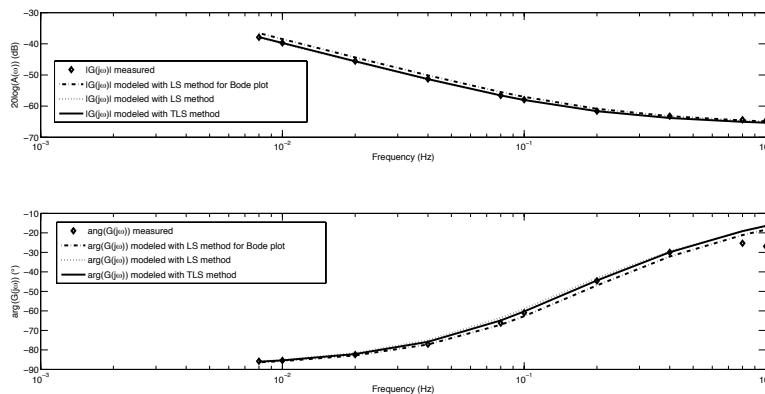 −30
−40
−50
−60
−70
20log(A(ω)) (dB)
|G(jω)| measured
|G(jω)| modeled with LS method for Bode plot
|G(jω)| modeled with LS method
|G(jω)| modeled with TLS method
10−3
10−2
10−1
10
Frequency (Hz)
−10
−20
−30
−40
−50
−60
−70
−80
−90
arg(G(jω)) (°)
ang(G(jω)) measured
arg(G(jω)) modeled with LS method for Bode plot
arg(G(jω)) modeled with LS method
arg(G(jω)) modeled with TLS method
10−3
10−2
10−1
10
Frequency (Hz)